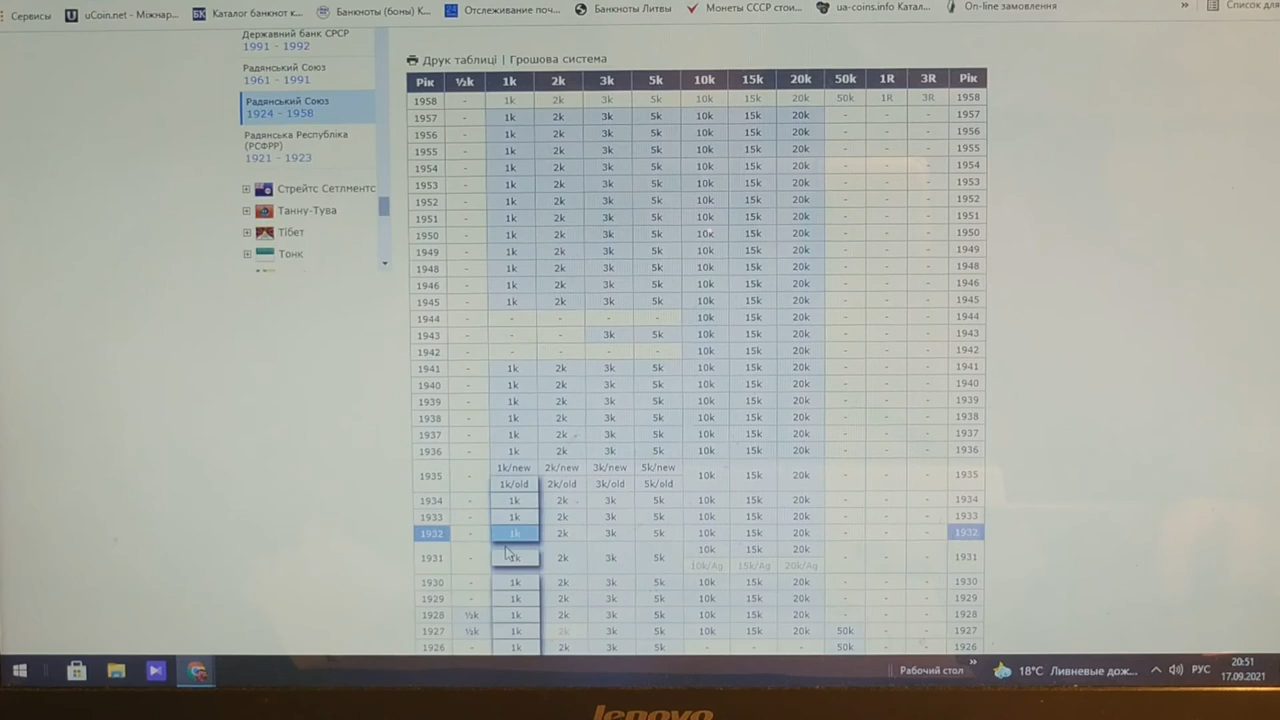 Сервисы uCoin.net - Міжнар... Каталог банкнот к... Банкноты (боны) К... Отслеживание поч... Банкноты Литвы Монеты СССР стои... ua-coins.info Катал... On-line замовлення » Список для
Державний банк СРСР
1991 - 1992
Радянський Союз
1961 - 1991
Радянський Союз
1924 - 1958
Радянська Республіка
(РСФРР)
1921 - 1923
Стрейтс Сетлментс
Танну-Тува
Тібет
Тонк
Друк таблиці | Грошова система
Рік ½k 1k 2k 3k 5k 10k 15k 20k 50k 1R 3R Рік
1958 - 1k 2k 3k 5k 10k 15k 20k 50k 1R 3R 1958
1957 - 1k 2k 3k 5k 10k 15k 20k - - - 1957
1956 - 1k 2k 3k 5k 10k 15k 20k - - - 1956
1955 - 1k 2k 3k 5k 10k 15k 20k - - - 1955
1954 - 1k 2k 3k 5k 10k 15k 20k - - - 1954
1953 - 1k 2k 3k 5k 10k 15k 20k - - - 1953
1952 - 1k 2k 3k 5k 10k 15k 20k - - - 1952
1951 - 1k 2k 3k 5k 10k 15k 20k - - - 1951
1950 - 1k 2k 3k 5k 10k 15k 20k - - - 1950
1949 - 1k 2k 3k 5k 10k 15k 20k - - - 1949
1948 - 1k 2k 3k 5k 10k 15k 20k - - - 1948
1946 - 1k 2k 3k 5k 10k 15k 20k - - - 1946
1945 - 1k 2k 3k 5k 10k 15k 20k - - - 1945
1944 - - - - - 10k 15k 20k - - - 1944
1943 - - - 3k 5k 10k 15k 20k - - - 1943
1942 - - - - - 10k 15k 20k - - - 1942
1941 - 1k 2k 3k 5k 10k 15k 20k - - - 1941
1940 - 1k 2k 3k 5k 10k 15k 20k - - - 1940
1939 - 1k 2k 3k 5k 10k 15k 20k - - - 1939
1938 - 1k 2k 3k 5k 10k 15k 20k - - - 1938
1937 - 1k 2k 3k 5k 10k 15k 20k - - - 1937
1936 - 1k 2k 3k 5k 10k 15k 20k - - - 1936
1k/new 2k/new 3k/new 5k/new
1935 - 10k 15k 20k - - - 1935
1k/old 2k/old 3k/old 5k/old
1934 - 1k 2k 3k 5k 10k 15k 20k - - - 1934
1933 - 1k 2k 3k 5k 10k 15k 20k - - - 1933
1932 - 1k 2k 3k 5k 10k 15k 20k - - - 1932
10k 15k 20k
1931 - 1k 2k 3k 5k - - - 1931
10k/Ag 15k/Ag 20k/Ag
1930 - 1k 2k 3k 5k 10k 15k 20k - - - 1930
1929 - 1k 2k 3k 5k 10k 15k 20k - - - 1929
1928 ½k 1k 2k 3k 5k 10k 15k 20k - - - 1928
1927 ½k 1k 2k 3k 5k 10k 15k 20k 50k - - 1927
1926 - 1k 2k 3k 5k - - - 50k - - 1926
Рабочий стол » 18°C Ливневые дож... РУС 20:51
17.09.2021
lenovo